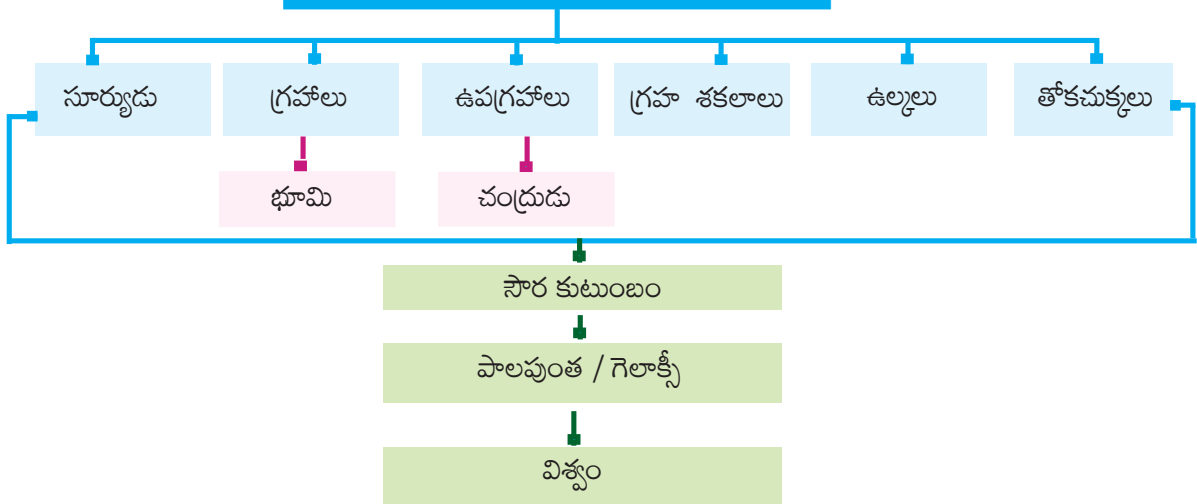 సూర్యుడు
గ్రహాలు
ఉపగ్రహాలు
గ్రహ శకలాలు
ఉల్కలు
తోకచుక్కలు
భూమి
చంద్రుడు
సౌర కుటుంబం
పాలపుంత / గెలాక్సీ
విశ్వం